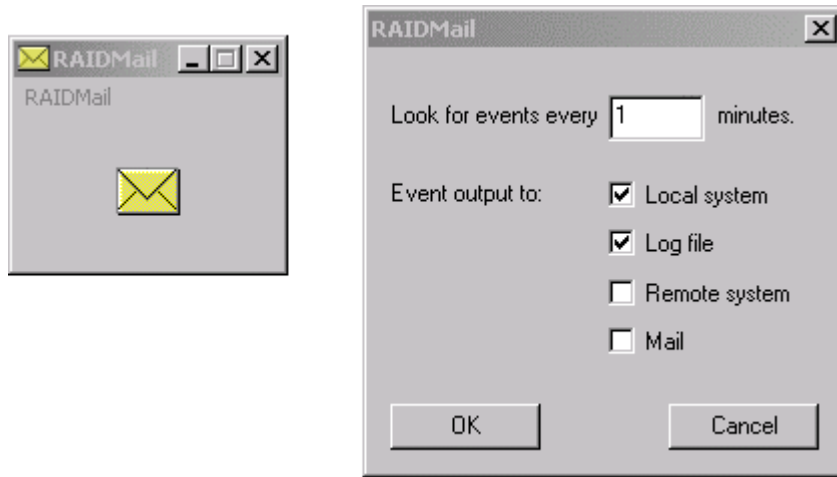 RAIDMail
RAIDMail
RAIDMail
Look for events every 1 minutes.
Event output to: Local system
Log file
Remote system
Mail
OK Cancel